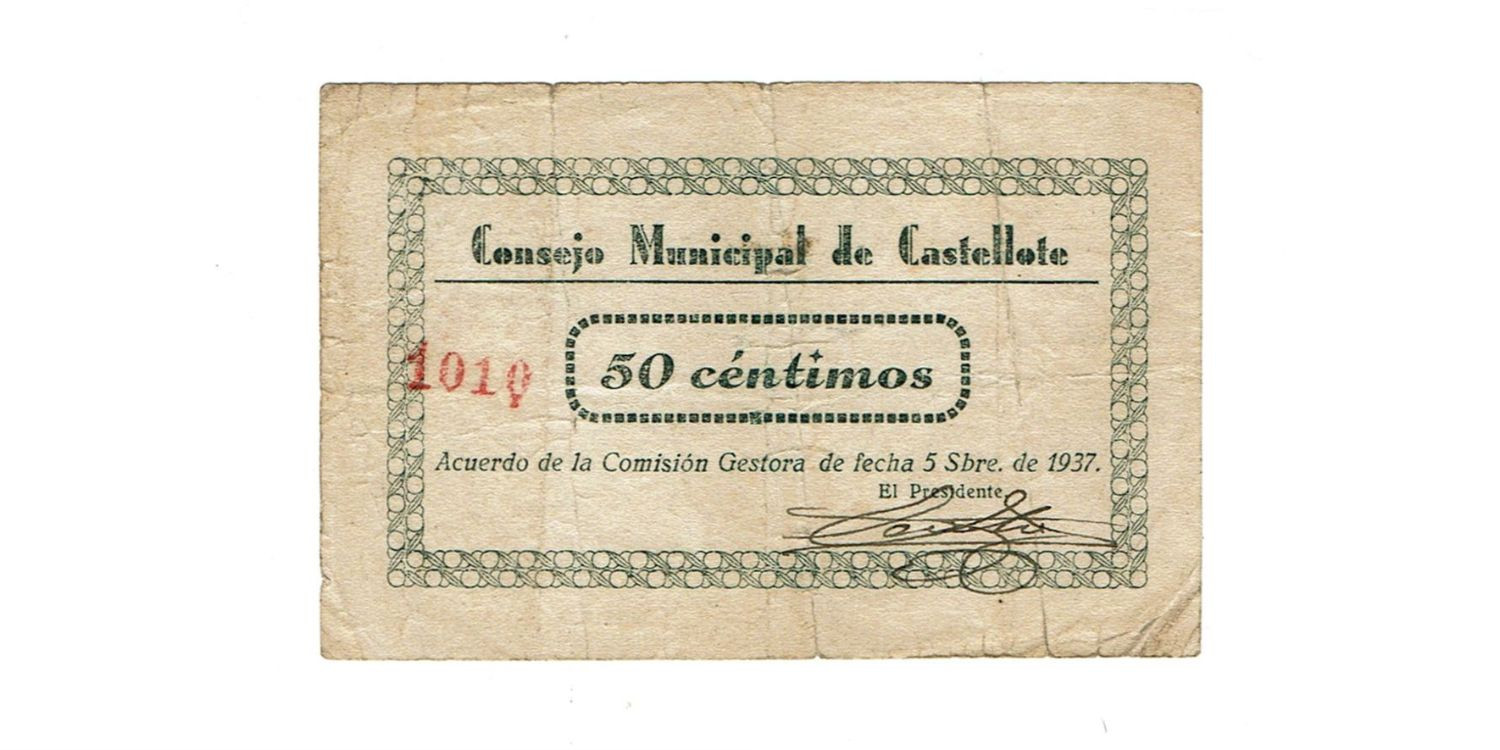 Consejo Municipal de Castellote
50 céntimos
1010
Acuerdo de la Comisión Gestora de fecha 5 Sbre. de 1937.
El Presidente,